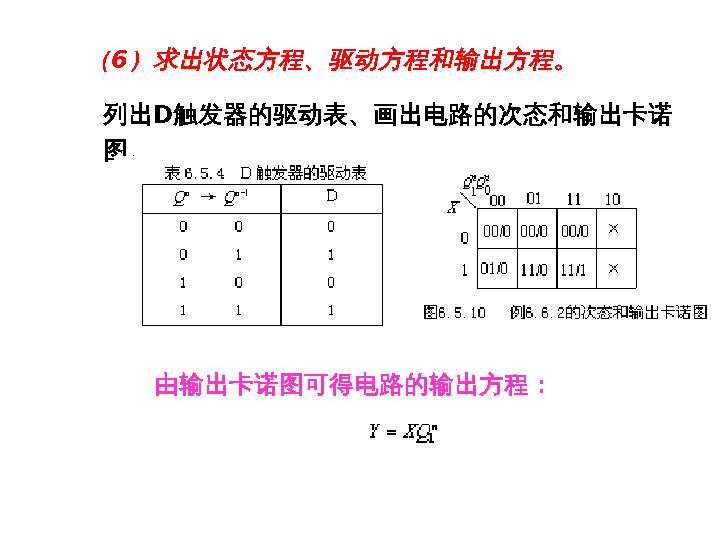 （6）求出状态方程、驱动方程和输出方程。
列出D触发器的驱动表、画出电路的次态和输出卡诺
图.
表 6.5.4 D 触发器的驱动表
Qⁿ → Qⁿ⁻¹ D
0 0 0
0 1 1
1 0 0
1 1 1
Q₁ⁿQ₀ⁿ
X 00 01 11 10
0 00/0 00/0 00/0 ×
1 01/0 11/0 11/1 ×
图6.5.10 例6.6.2的次态和输出卡诺图
由输出卡诺图可得电路的输出方程：
Y = XQ₁ⁿ